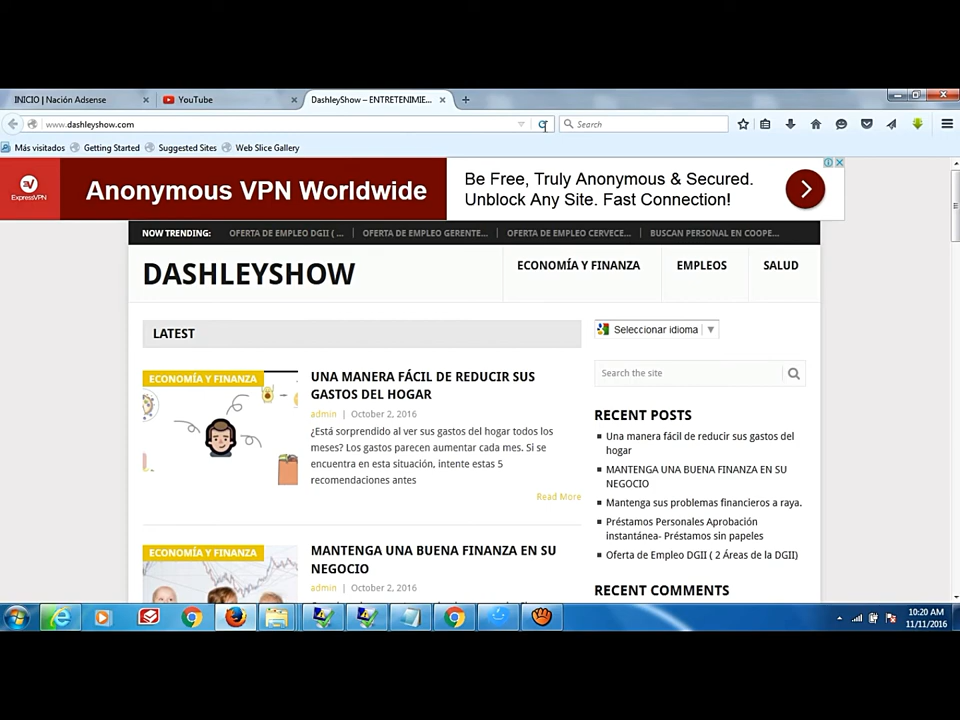 INICIO | Nación Adsense
YouTube
DashleyShow – ENTRETENIMIE...
www.dashleyshow.com
Search
Más visitados
Getting Started
Suggested Sites
Web Slice Gallery
ExpressVPN
Anonymous VPN Worldwide
Be Free, Truly Anonymous & Secured.
Unblock Any Site. Fast Connection!
NOW TRENDING:
OFERTA DE EMPLEO DGII ( ...
OFERTA DE EMPLEO GERENTE...
OFERTA DE EMPLEO CERVECE...
BUSCAN PERSONAL EN COOPE...
DASHLEYSHOW
ECONOMÍA Y FINANZA
EMPLEOS
SALUD
LATEST
ECONOMÍA Y FINANZA
UNA MANERA FÁCIL DE REDUCIR SUS
GASTOS DEL HOGAR
admin | October 2, 2016
¿Está sorprendido al ver sus gastos del hogar todos los
meses? Los gastos parecen aumentar cada mes. Si se
encuentra en esta situación, intente estas 5
recomendaciones antes
Read More
ECONOMÍA Y FINANZA
MANTENGA UNA BUENA FINANZA EN SU
NEGOCIO
admin | October 2, 2016
Seleccionar idioma
Search the site
RECENT POSTS
Una manera fácil de reducir sus gastos del
hogar
MANTENGA UNA BUENA FINANZA EN SU
NEGOCIO
Mantenga sus problemas financieros a raya.
Préstamos Personales Aprobación
instantánea- Préstamos sin papeles
Oferta de Empleo DGII ( 2 Áreas de la DGII)
RECENT COMMENTS
10:20 AM
11/11/2016